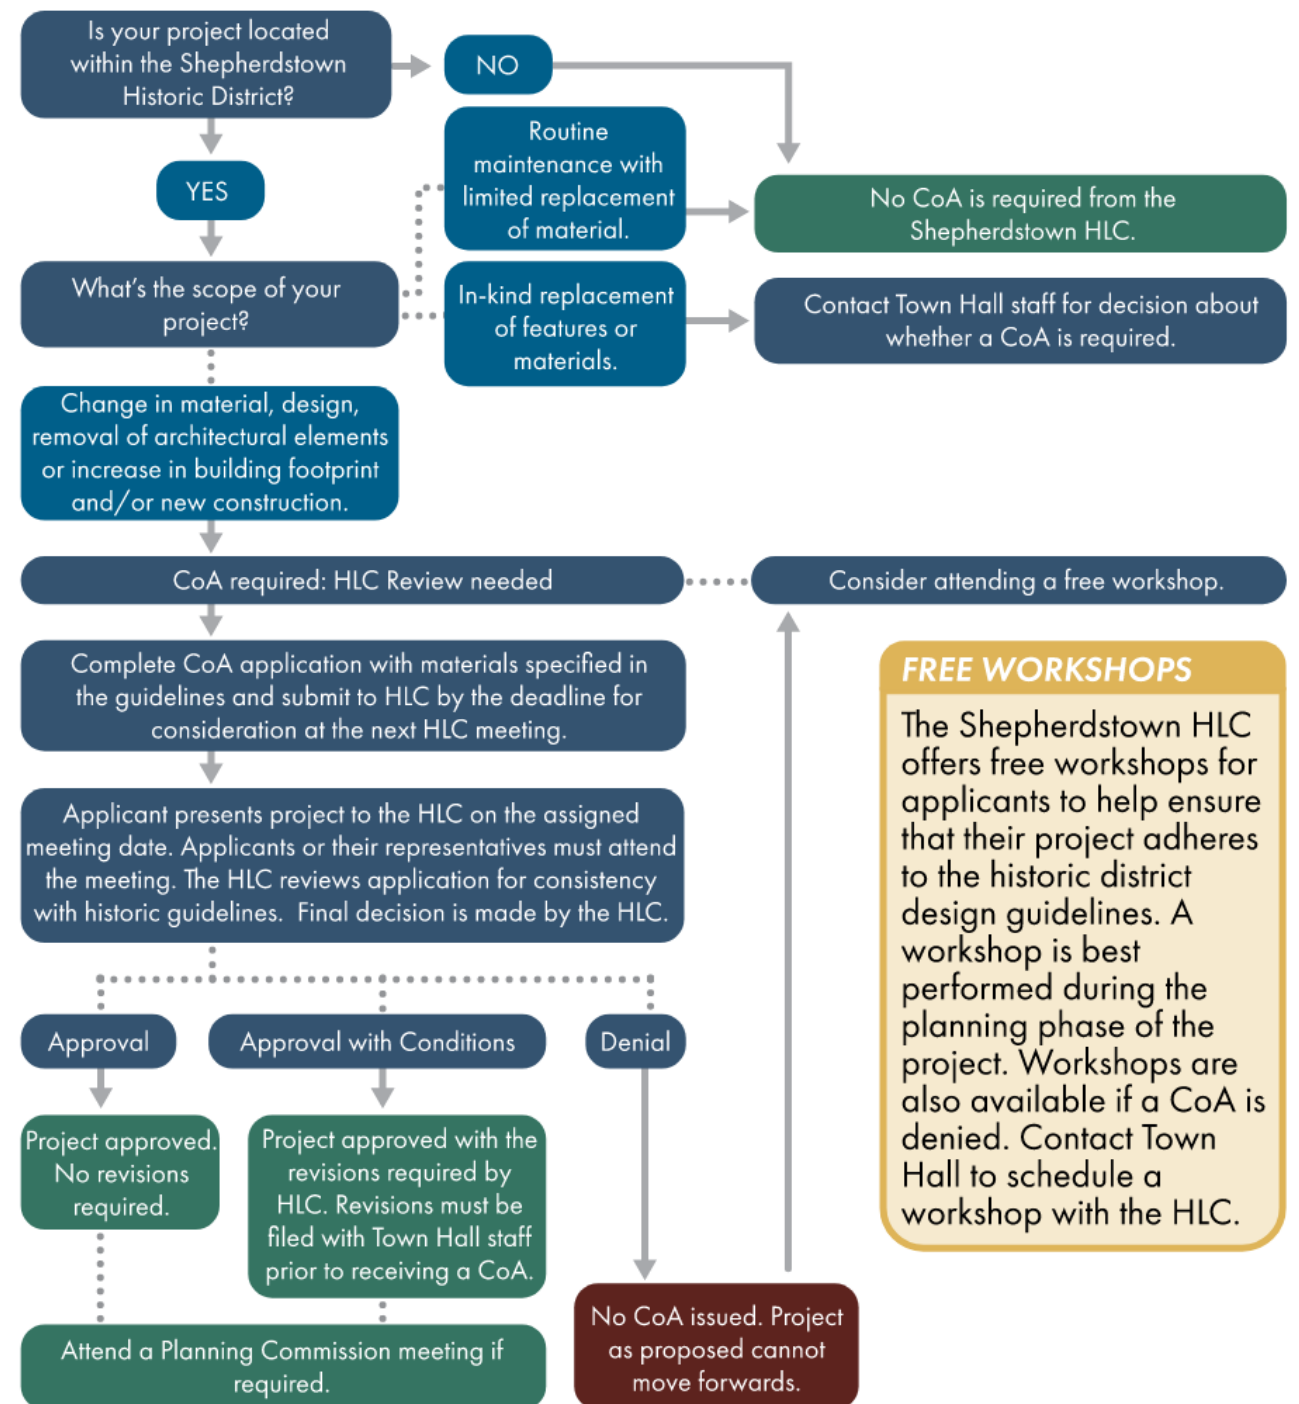 Is your project located
within the Shepherdstown
Historic District?
NO
YES
Routine
maintenance with
limited replacement
of material.
No CoA is required from the
Shepherdstown HLC.
What's the scope of your
project?
In-kind replacement
of features or
materials.
Contact Town Hall staff for decision about
whether a CoA is required.
Change in material, design,
removal of architectural elements
or increase in building footprint
and/or new construction.
CoA required: HLC Review needed
Consider attending a free workshop.
Complete CoA application with materials specified in
the guidelines and submit to HLC by the deadline for
consideration at the next HLC meeting.
Applicant presents project to the HLC on the assigned
meeting date. Applicants or their representatives must attend
the meeting. The HLC reviews application for consistency
with historic guidelines.  Final decision is made by the HLC.
Approval
Approval with Conditions
Denial
Project approved.
No revisions
required.
Project approved with the
revisions required by
HLC. Revisions must be
filed with Town Hall staff
prior to receiving a CoA.
Attend a Planning Commission meeting if
required.
No CoA issued. Project
as proposed cannot
move forwards.
FREE WORKSHOPS
The Shepherdstown HLC
offers free workshops for
applicants to help ensure
that their project adheres
to the historic district
design guidelines. A
workshop is best
performed during the
planning phase of the
project. Workshops are
also available if a CoA is
denied. Contact Town
Hall to schedule a
workshop with the HLC.